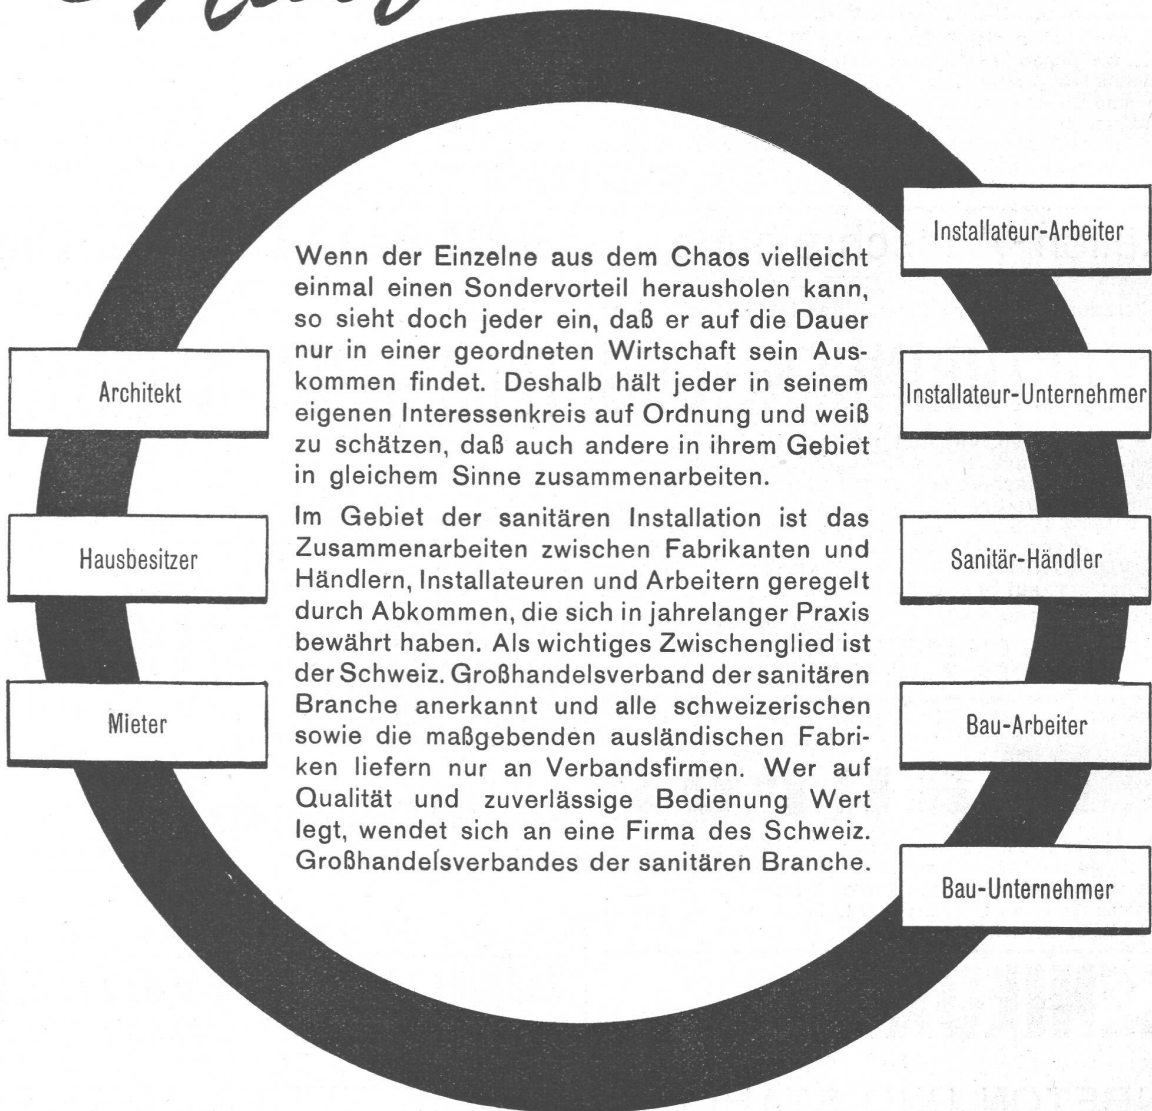 Wenn der Einzelne aus dem Chaos vielleicht
einmal einen Sondervorteil herausholen kann,
so sieht doch jeder ein, daß er auf die Dauer
nur in einer geordneten Wirtschaft sein Aus-
kommen findet. Deshalb hält jeder in seinem
eigenen Interessenkreis auf Ordnung und weiß
zu schätzen, daß auch andere in ihrem Gebiet
in gleichem Sinne zusammenarbeiten.
Im Gebiet der sanitären Installation ist das
Zusammenarbeiten zwischen Fabrikanten und
Händlern, Installateuren und Arbeitern geregelt
durch Abkommen, die sich in jahrelanger Praxis
bewährt haben. Als wichtiges Zwischenglied ist
der Schweiz. Großhandelsverband der sanitären
Branche anerkannt und alle schweizerischen
sowie die maßgebenden ausländischen Fabri-
ken liefern nur an Verbandsfirmen. Wer auf
Qualität und zuverlässige Bedienung Wert
legt, wendet sich an eine Firma des Schweiz.
Großhandelsverbandes der sanitären Branche.
Architekt
Hausbesitzer
Mieter
Installateur-Arbeiter
Installateur-Unternehmer
Sanitär-Händler
Bau-Arbeiter
Bau-Unternehmer